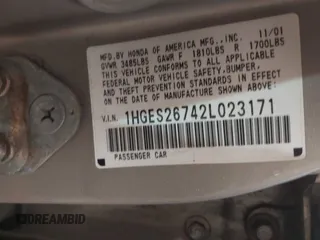 MFD.BY HONDA OF AMERICA MFG.,INC. 11/01
GVWR 3485LBS GAWR F 1810LBS R 1700LBS
THIS VEHICLE CONFORMS TO ALL APPLICABLE
FEDERAL MOTOR VEHICLE SAFETY,BUMPER,
AND THEFT PREVENTION STANDARDS IN EFFECT
ON THE DATE OF MANUFACTURE SHOWN ABOVE.
V.I.N. 1HGES26742L023171
PASSENGER CAR
DREAMBID